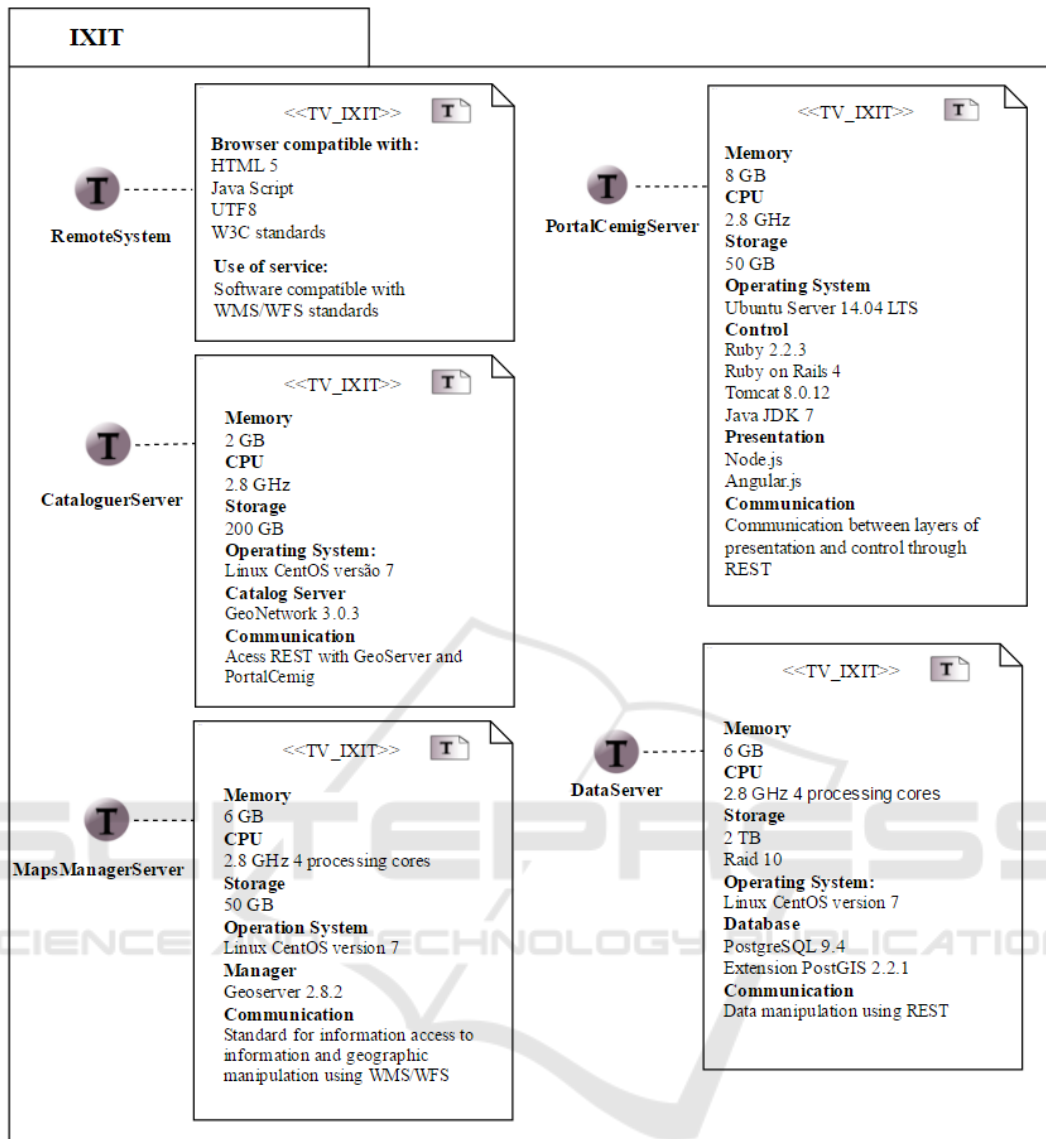 IXIT
<<TV_IXIT>> T
Browser compatible with:
HTML 5
Java Script
UTF8
W3C standards
Use of service:
Software compatible with
WMS/WFS standards
T
RemoteSystem
<<TV_IXIT>> T
Memory
8 GB
CPU
2.8 GHz
Storage
50 GB
Operating System
Ubuntu Server 14.04 LTS
Control
Ruby 2.2.3
Ruby on Rails 4
Tomcat 8.0.12
Java JDK 7
Presentation
Node.js
Angular.js
Communication
Communication between layers of
presentation and control through
REST
T
PortalCemigServer
<<TV_IXIT>> T
Memory
2 GB
CPU
2.8 GHz
Storage
200 GB
Operating System:
Linux CentOS versão 7
Catalog Server
GeoNetwork 3.0.3
Communication
Acess REST with GeoServer and
PortalCemig
T
CataloguerServer
<<TV_IXIT>> T
Memory
6 GB
CPU
2.8 GHz 4 processing cores
Storage
50 GB
Operation System
Linux CentOS version 7
Manager
Geoserver 2.8.2
Communication
Standard for information access to
information and geographic
manipulation using WMS/WFS
T
MapsManagerServer
<<TV_IXIT>> T
Memory
6 GB
CPU
2.8 GHz 4 processing cores
Storage
2 TB
Raid 10
Operating System:
Linux CentOS version 7
Database
PostgreSQL 9.4
Extension PostGIS 2.2.1
Communication
Data manipulation using REST
T
DataServer
SCITEPRESS
SCIENCE AND TECHNOLOGY PUBLICATION